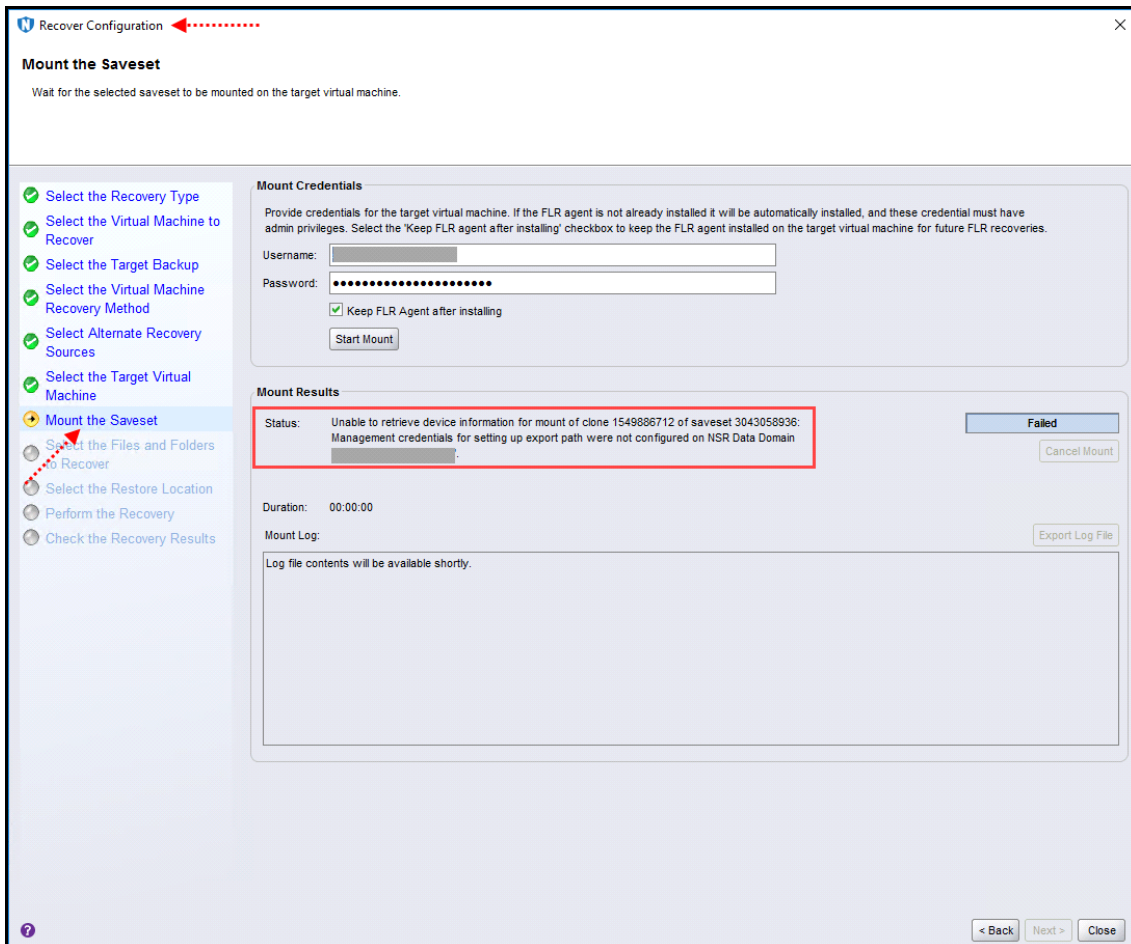 Recover Configuration
Mount the Saveset
Wait for the selected saveset to be mounted on the target virtual machine.
Select the Recovery Type
Select the Virtual Machine to
Recover
Select the Target Backup
Select the Virtual Machine
Recovery Method
Select Alternate Recovery
Sources
Select the Target Virtual
Machine
Mount the Saveset
Select the Files and Folders
to Recover
Select the Restore Location
Perform the Recovery
Check the Recovery Results
Mount Credentials
Provide credentials for the target virtual machine. If the FLR agent is not already installed it will be automatically installed, and these credential must have
admin privileges. Select the 'Keep FLR agent after installing' checkbox to keep the FLR agent installed on the target virtual machine for future FLR recoveries.
Username:
Password: ●●●●●●●●●●●●●●●●●●●●●●
Keep FLR Agent after installing
Start Mount
Mount Results
Status: Unable to retrieve device information for mount of clone 1549886712 of saveset 3043058936:
Management credentials for setting up export path were not configured on NSR Data Domain
'.
Failed
Cancel Mount
Duration: 00:00:00
Mount Log:
Export Log File
Log file contents will be available shortly.
?
< Back Next > Close